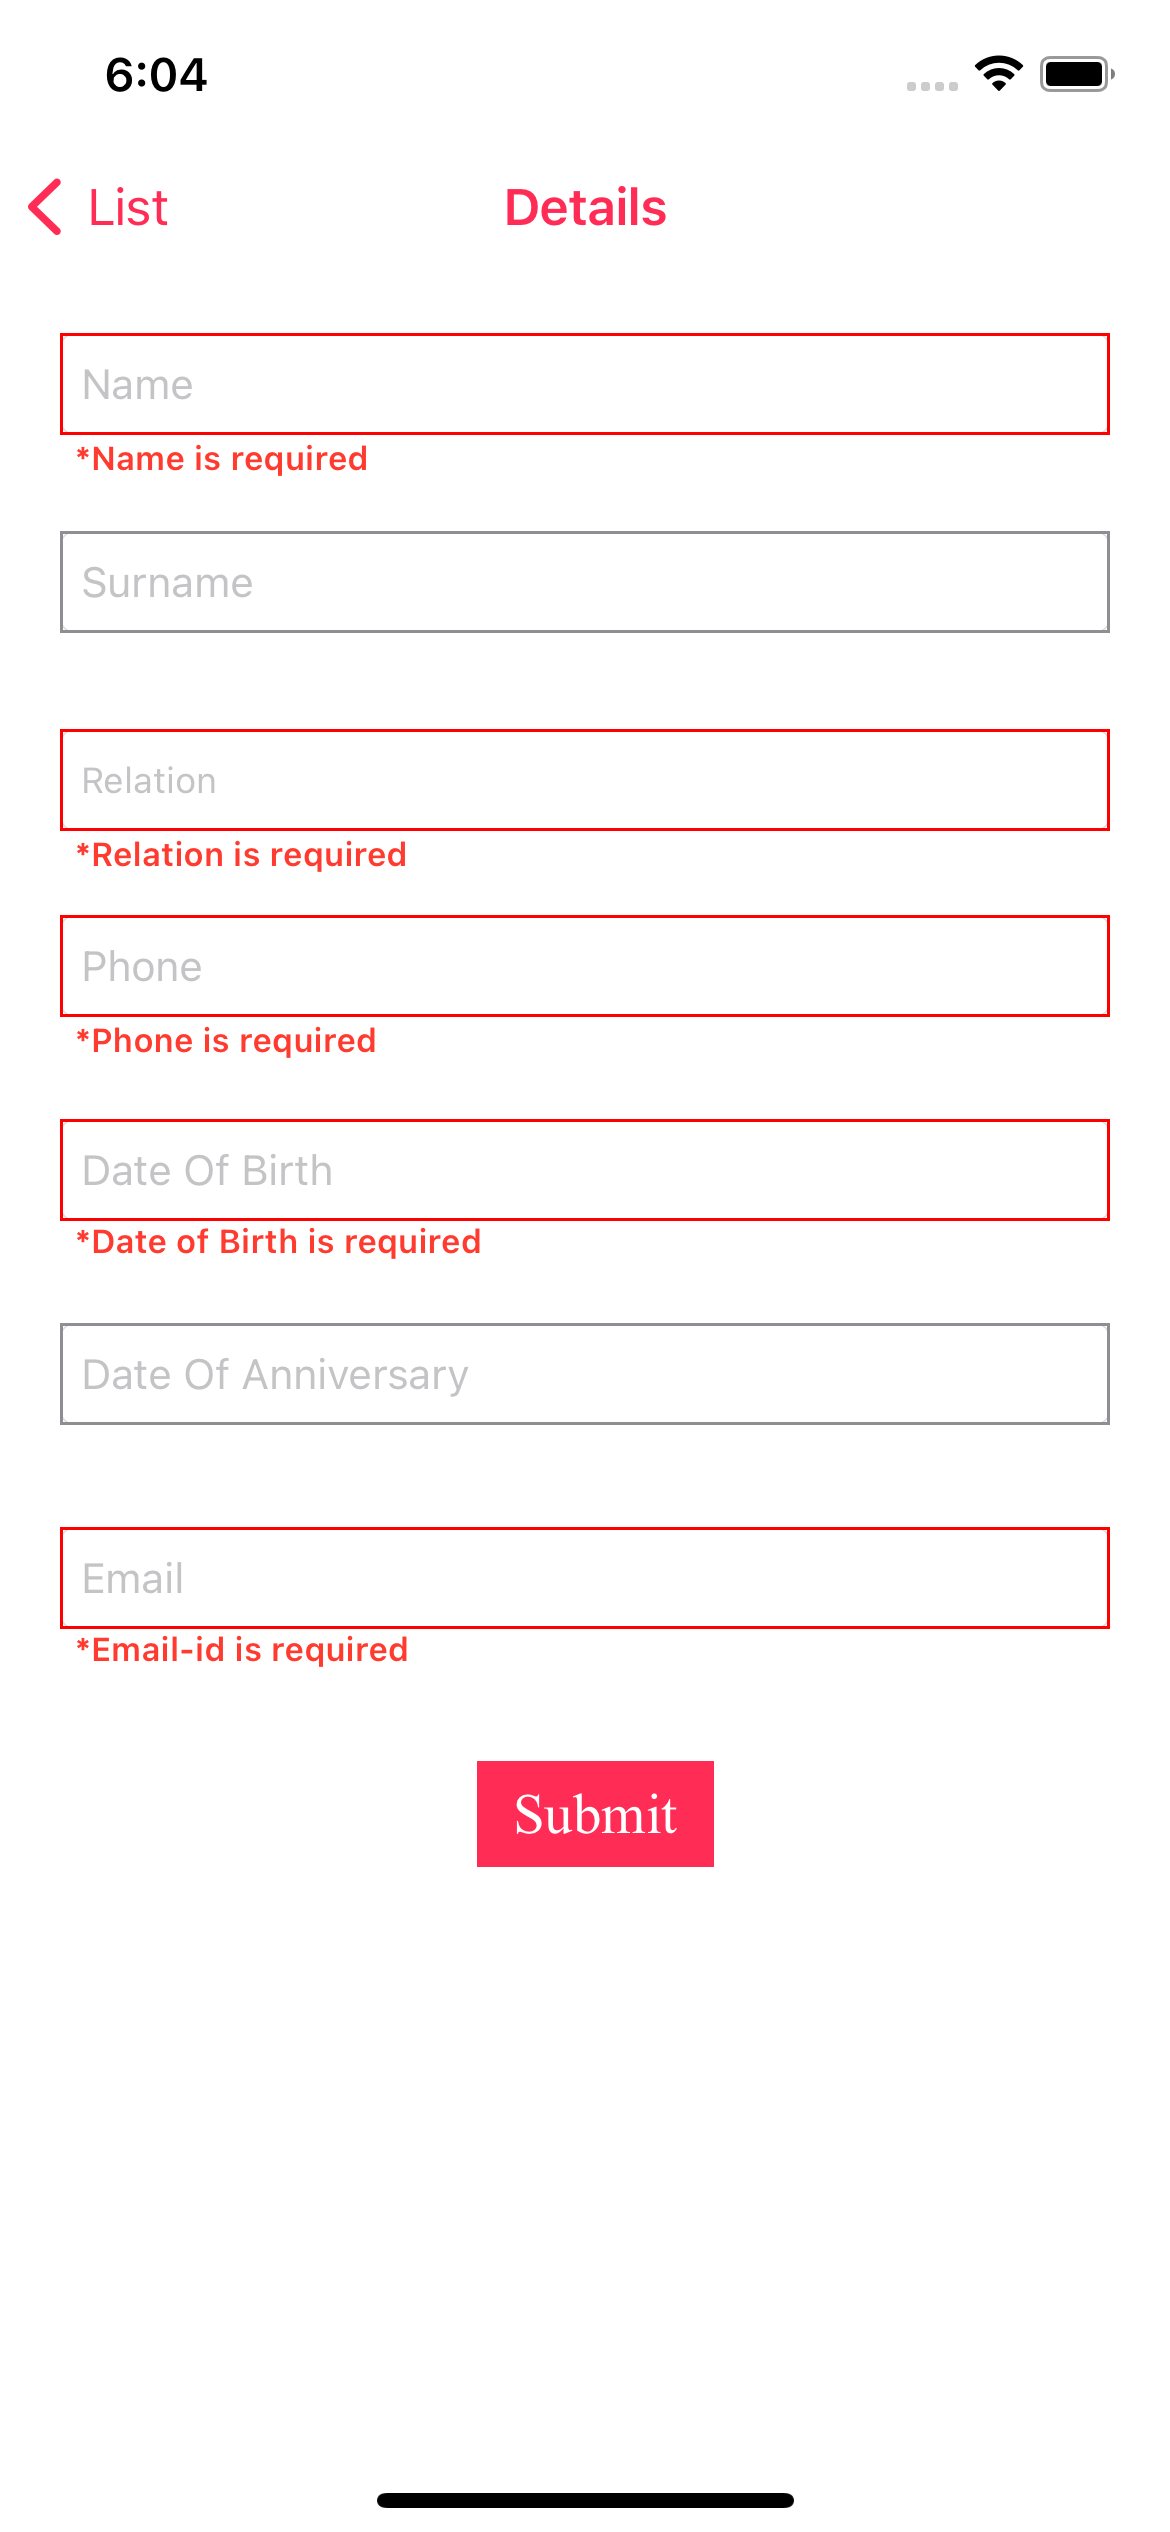 6:04
List
Details
Name
*Name is required
Surname
Relation
*Relation is required
Phone
*Phone is required
Date Of Birth
*Date of Birth is required
Date Of Anniversary
Email
*Email-id is required
Submit